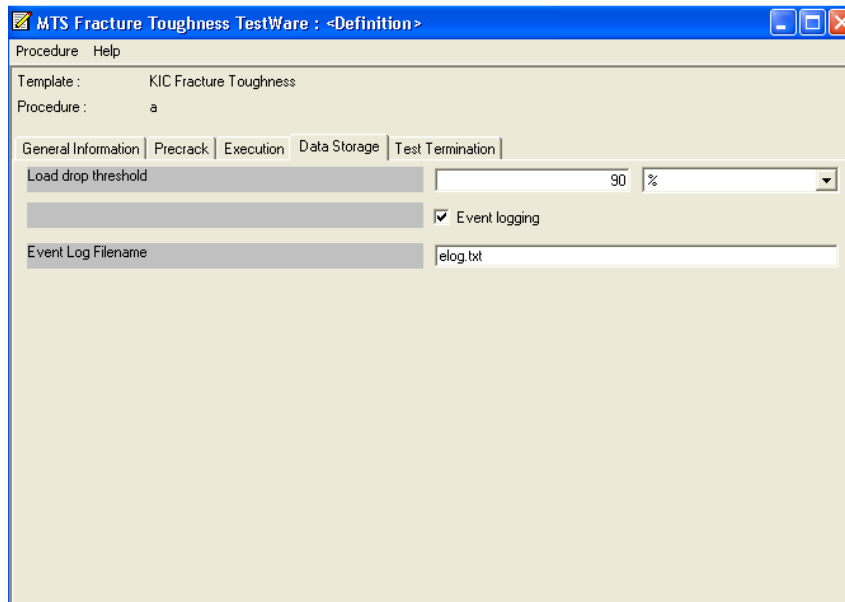 MTS Fracture Toughness TestWare : <Definition>
Procedure Help
Template : KIC Fracture Toughness
Procedure : a
General Information Precrack Execution Data Storage Test Termination
Load drop threshold 90 %
Event logging
Event Log Filename elog.txt